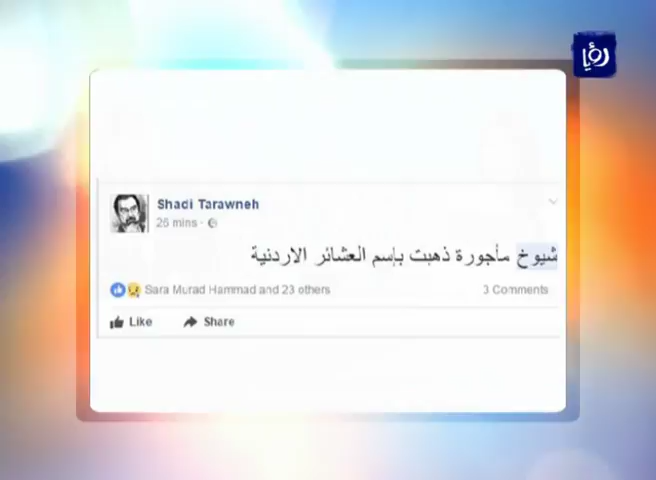 رؤيا
Shadi Tarawneh
26 mins ·
شيوخ مأجورة ذهبت بإسم العشائر الاردنية
Sara Murad Hammad and 23 others
3 Comments
Like
Share